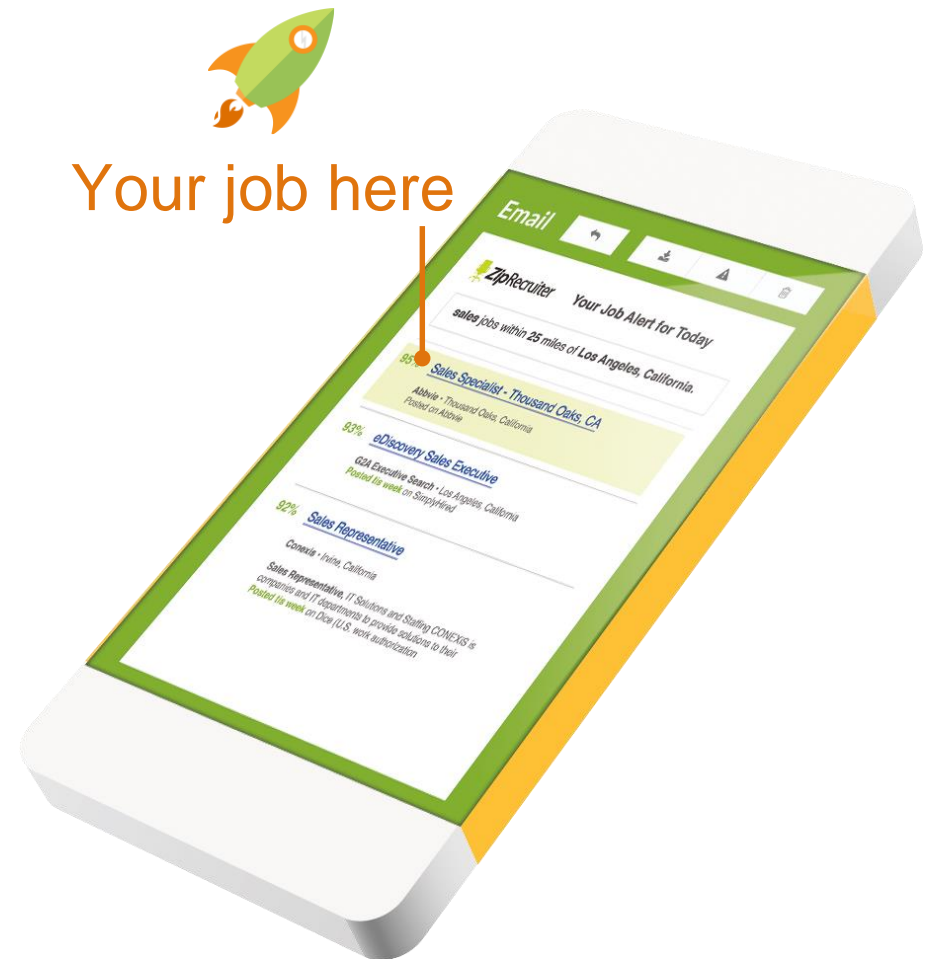 Your job here
Email
ZipRecruiter Your Job Alert for Today
sales jobs within 25 miles of Los Angeles, California.
95% Sales Specialist - Thousand Oaks, CA
Abbvie - Thousand Oaks, California
Posted on Abbvie
93% eDiscovery Sales Executive
G2A Executive Search - Los Angeles, California
Posted tis week on SimplyHired
92% Sales Representative
Conexis - Irvine, California
Sales Representative, IT Solutions and Staffing CONEXIS is
companies and IT departments to provide solutions to their
Posted tis week on Dice (U.S. work authorization